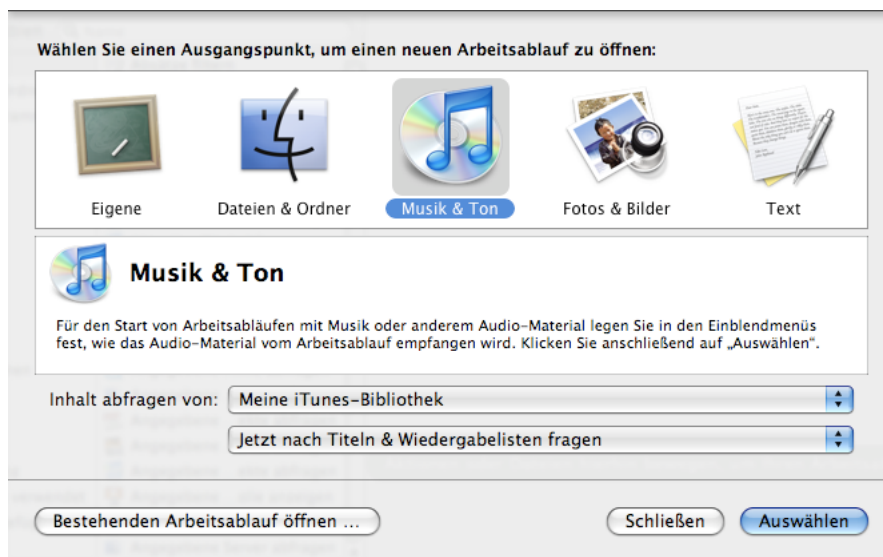 Wählen Sie einen Ausgangspunkt, um einen neuen Arbeitsablauf zu öffnen:
Eigene
Dateien & Ordner
Musik & Ton
Fotos & Bilder
Text
Musik & Ton
Für den Start von Arbeitsabläufen mit Musik oder anderem Audio-Material legen Sie in den Einblendmenüs
fest, wie das Audio-Material vom Arbeitsablauf empfangen wird. Klicken Sie anschließend auf „Auswählen“.
Inhalt abfragen von: Meine iTunes-Bibliothek
Jetzt nach Titeln & Wiedergabelisten fragen
Bestehenden Arbeitsablauf öffnen ...
Schließen
Auswählen